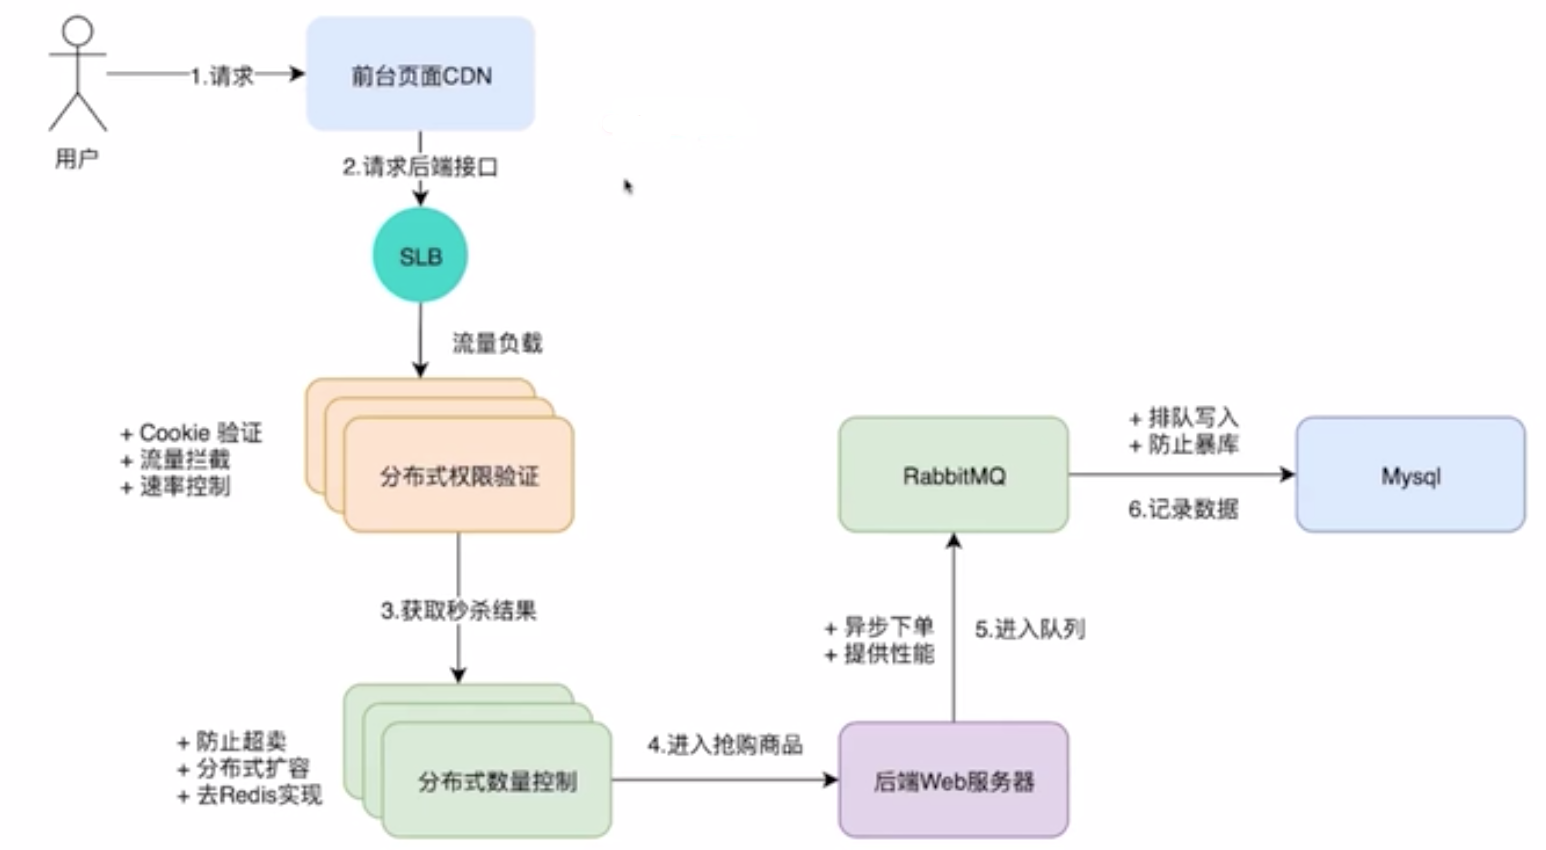 1.请求
前台页面CDN
用户
2.请求后端接口
SLB
流量负载
+ Cookie 验证
+ 流量拦截
+ 速率控制
分布式权限验证
3.获取秒杀结果
+ 防止超卖
+ 分布式扩容
+ 去Redis实现
分布式数量控制
4.进入抢购商品
后端Web服务器
+ 异步下单
+ 提供性能
5.进入队列
RabbitMQ
+ 排队写入
+ 防止暴库
6.记录数据
Mysql